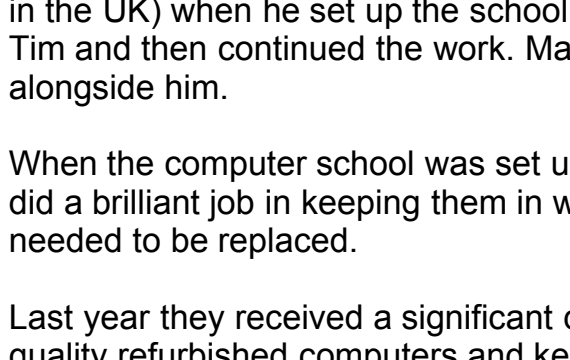 in the UK) when he set up the school
Tim and then continued the work. Ma
alongside him.
When the computer school was set u
did a brilliant job in keeping them in w
needed to be replaced.
Last year they received a significant
quality refurbished computers and ke